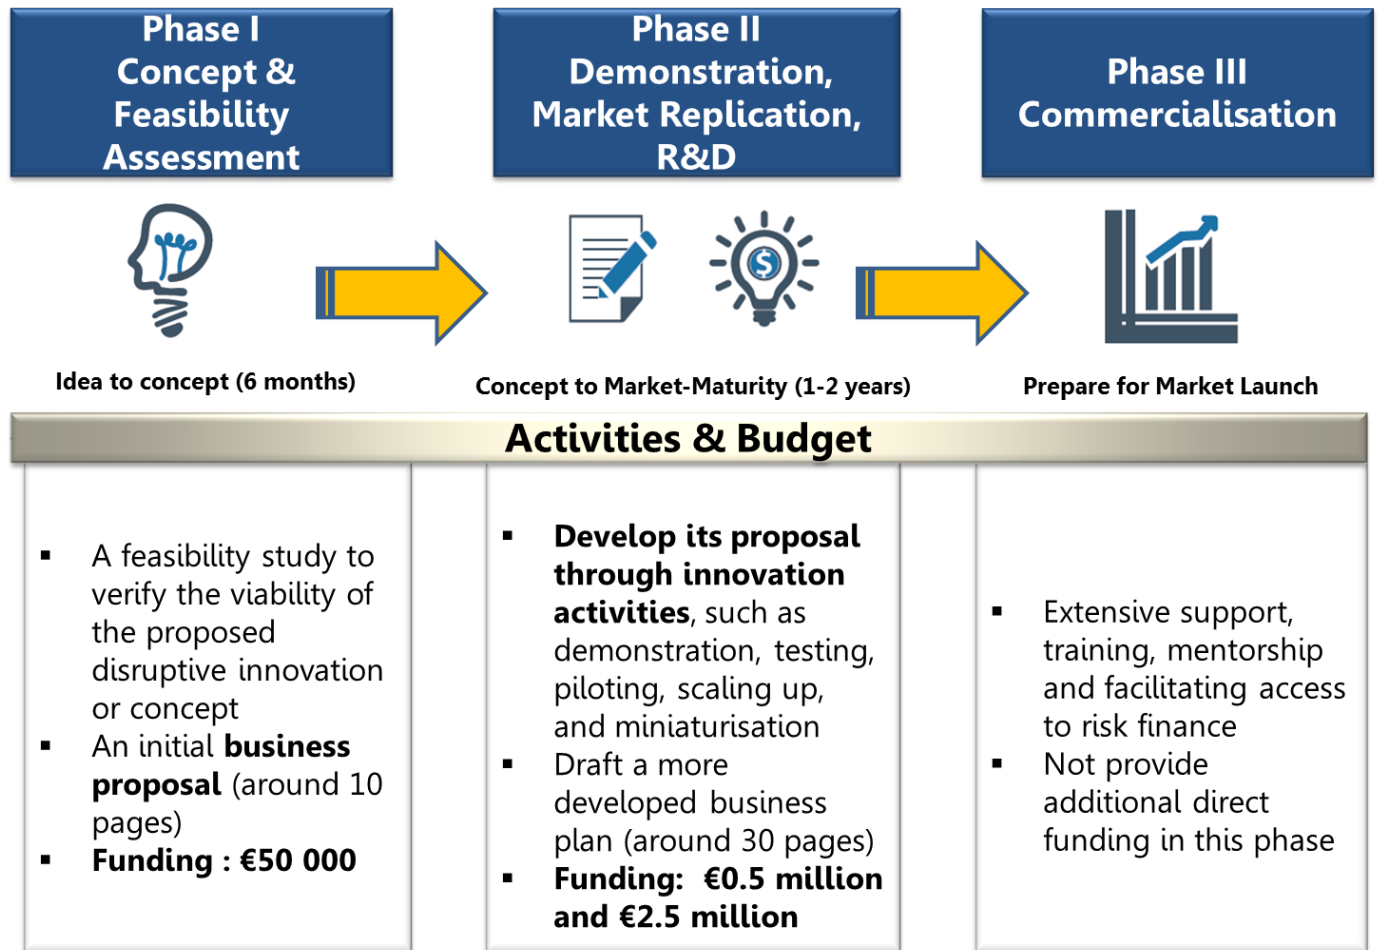 Phase I
Concept &
Feasibility
Assessment
Phase II
Demonstration,
Market Replication,
R&D
Phase III
Commercialisation
$
Idea to concept (6 months)
Concept to Market-Maturity (1-2 years)
Prepare for Market Launch
Activities & Budget
▪ A feasibility study to
verify the viability of
the proposed
disruptive innovation
or concept
▪ An initial business
proposal (around 10
pages)
▪ Funding : €50 000
▪ Develop its proposal
through innovation
activities, such as
demonstration, testing,
piloting, scaling up,
and miniaturisation
▪ Draft a more
developed business
plan (around 30 pages)
▪ Funding: €0.5 million
and €2.5 million
▪ Extensive support,
training, mentorship
and facilitating access
to risk finance
▪ Not provide
additional direct
funding in this phase